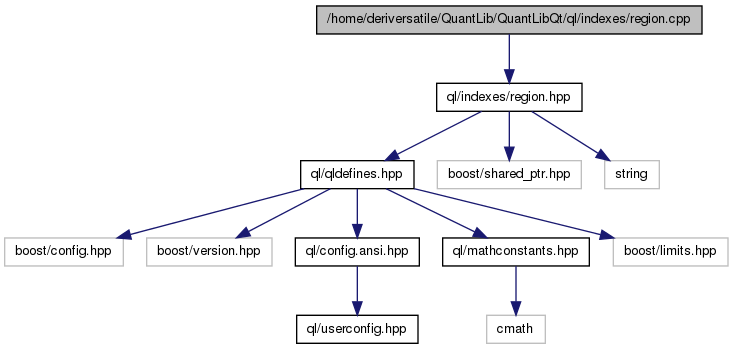 /home/deriversatile/QuantLib/QuantLibQt/ql/indexes/region.cpp
ql/indexes/region.hpp
ql/qldefines.hpp
boost/shared_ptr.hpp
string
boost/config.hpp
boost/version.hpp
ql/config.ansi.hpp
ql/mathconstants.hpp
boost/limits.hpp
ql/userconfig.hpp
cmath